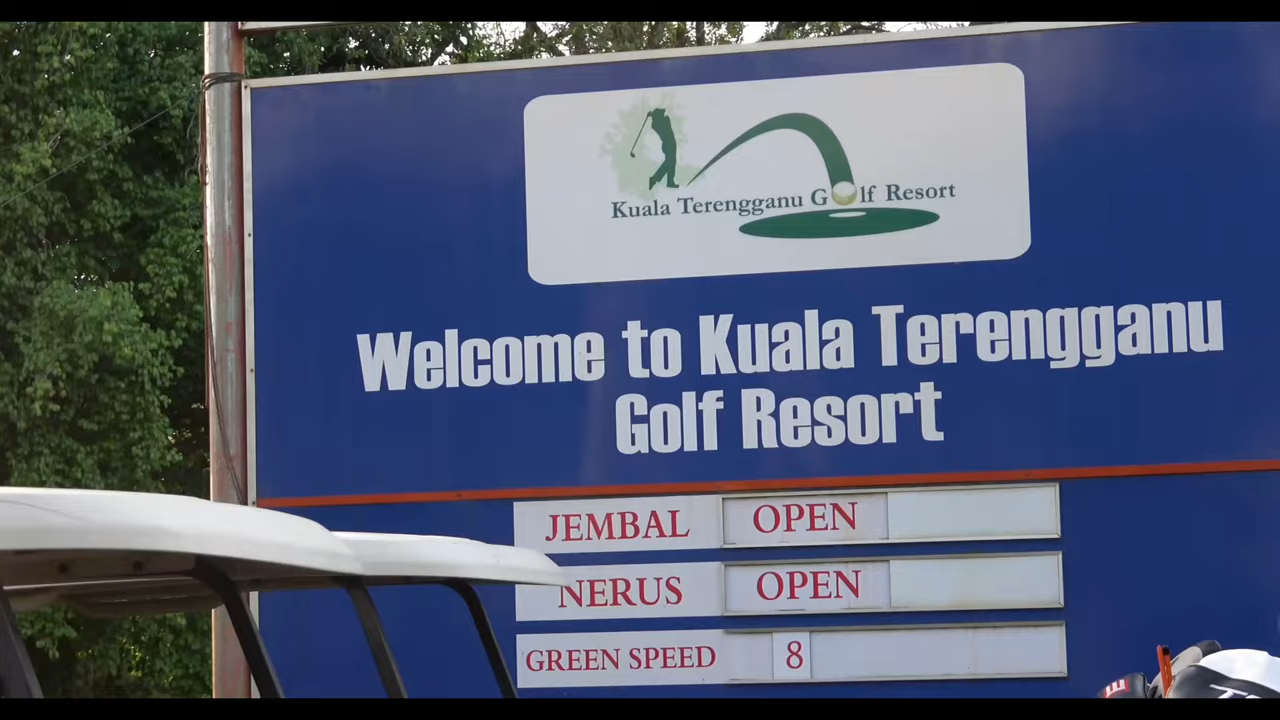 Kuala Terengganu Golf Resort
Welcome to Kuala Terengganu
Golf Resort
JEMBAL OPEN
NERUS OPEN
GREEN SPEED 8